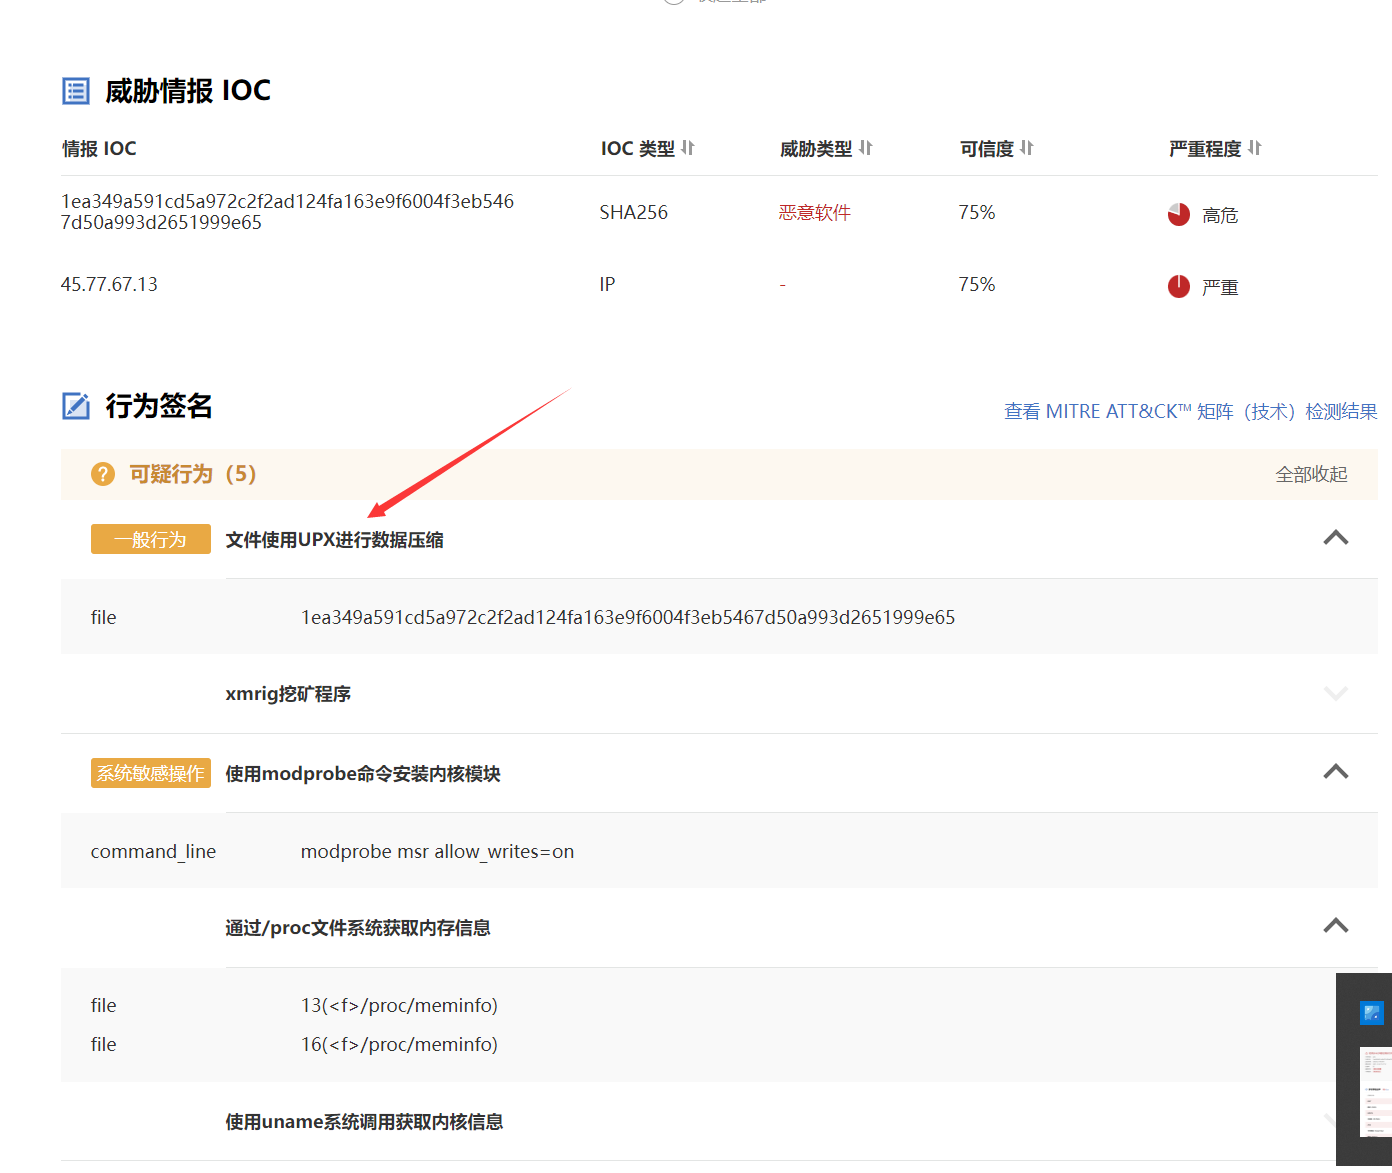 威胁情报 IOC
情报 IOC IOC 类型 威胁类型 可信度 严重程度
1ea349a591cd5a972c2f2ad124fa163e9f6004f3eb546
7d50a993d2651999e65
SHA256 恶意软件 75% 高危
45.77.67.13 IP - 75% 严重
行为签名
查看 MITRE ATT&CK™ 矩阵（技术）检测结果
? 可疑行为（5） 全部收起
一般行为 文件使用UPX进行数据压缩
file 1ea349a591cd5a972c2f2ad124fa163e9f6004f3eb5467d50a993d2651999e65
xmrig挖矿程序
系统敏感操作 使用modprobe命令安装内核模块
command_line modprobe msr allow_writes=on
通过/proc文件系统获取内存信息
file 13(<f>/proc/meminfo)
file 16(<f>/proc/meminfo)
使用uname系统调用获取内核信息